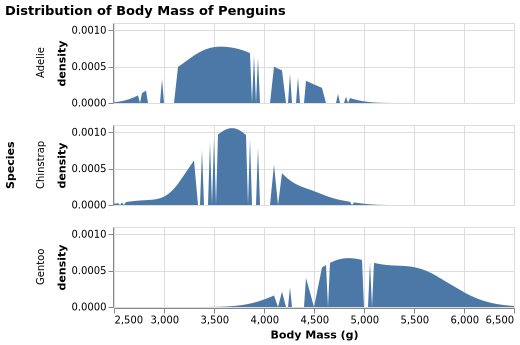 Distribution of Body Mass of Penguins
Species
Adelie
density
0.0010
0.0005
0.0000
Chinstrap
density
0.0010
0.0005
0.0000
Gentoo
density
0.0010
0.0005
0.0000
2,500 3,000 3,500 4,000 4,500 5,000 5,500 6,000 6,500
Body Mass (g)